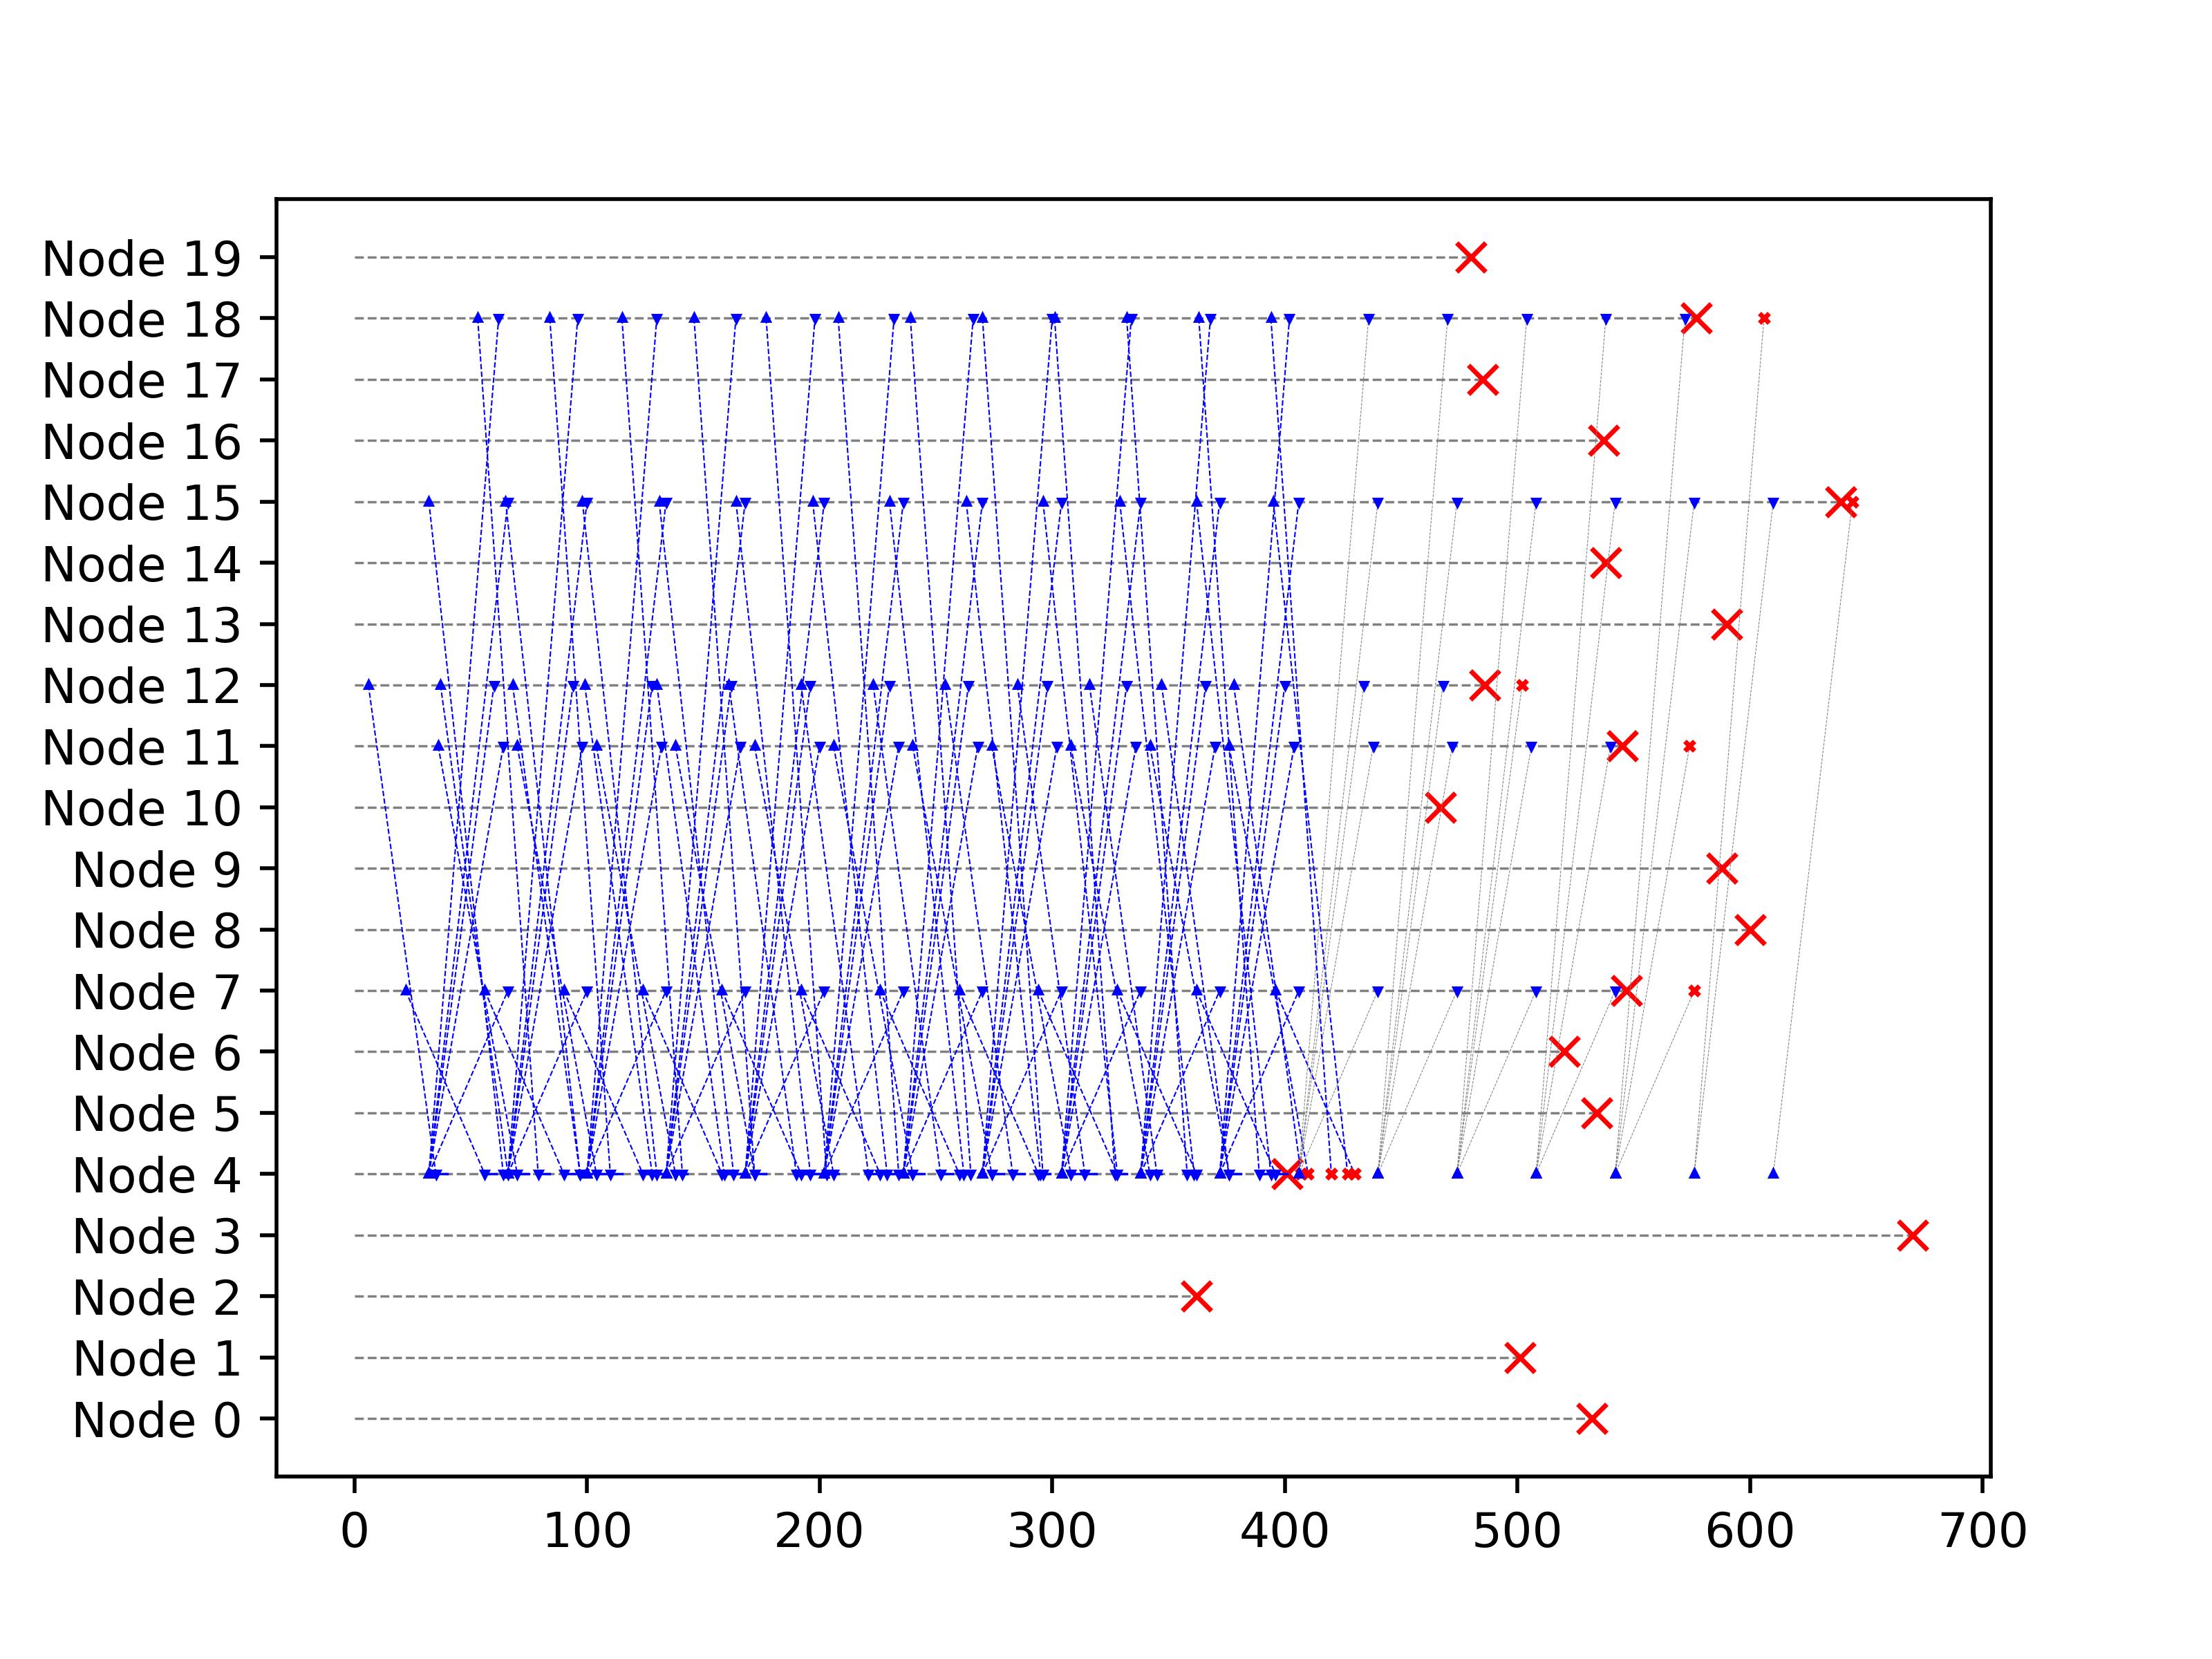 Node 19
Node 18
Node 17
Node 16
Node 15
Node 14
Node 13
Node 12
Node 11
Node 10
Node 9
Node 8
Node 7
Node 6
Node 5
Node 4
Node 3
Node 2
Node 1
Node 0
0 100 200 300 400 500 600 700